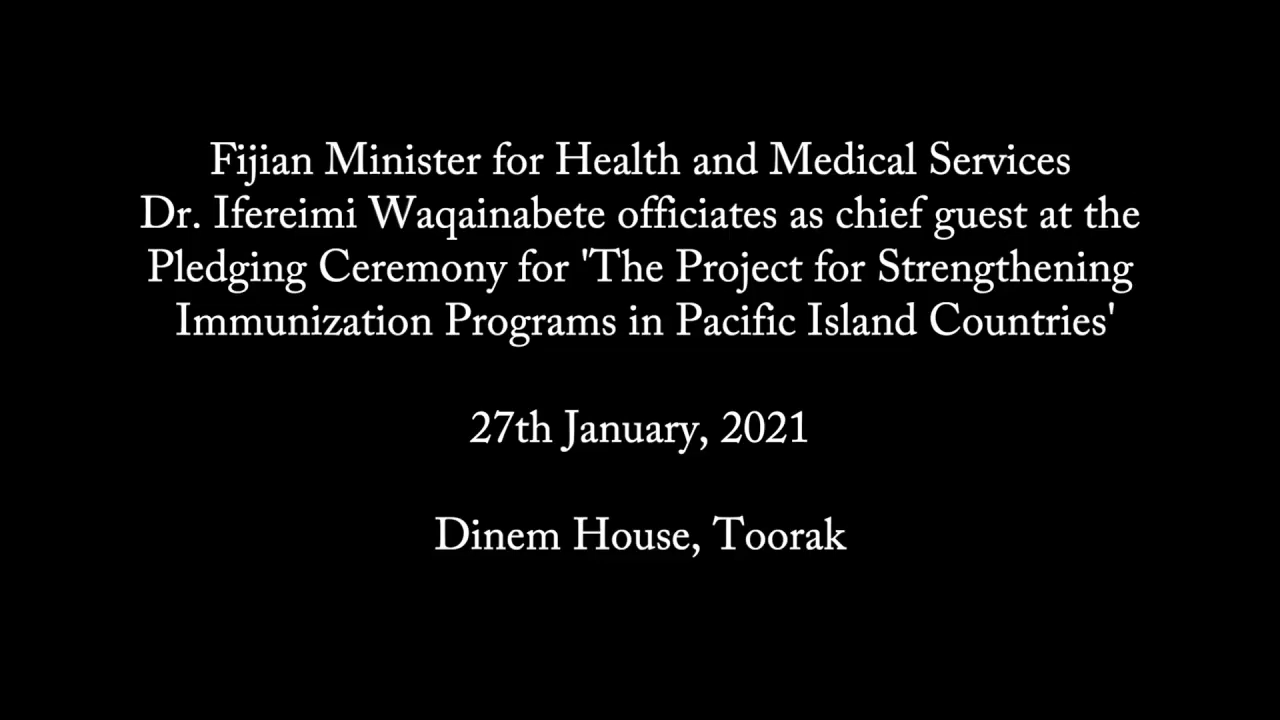 Fijian Minister for Health and Medical Services
Dr. Ifereimi Waqainabete officiates as chief guest at the
Pledging Ceremony for 'The Project for Strengthening
Immunization Programs in Pacific Island Countries'
27th January, 2021
Dinem House, Toorak